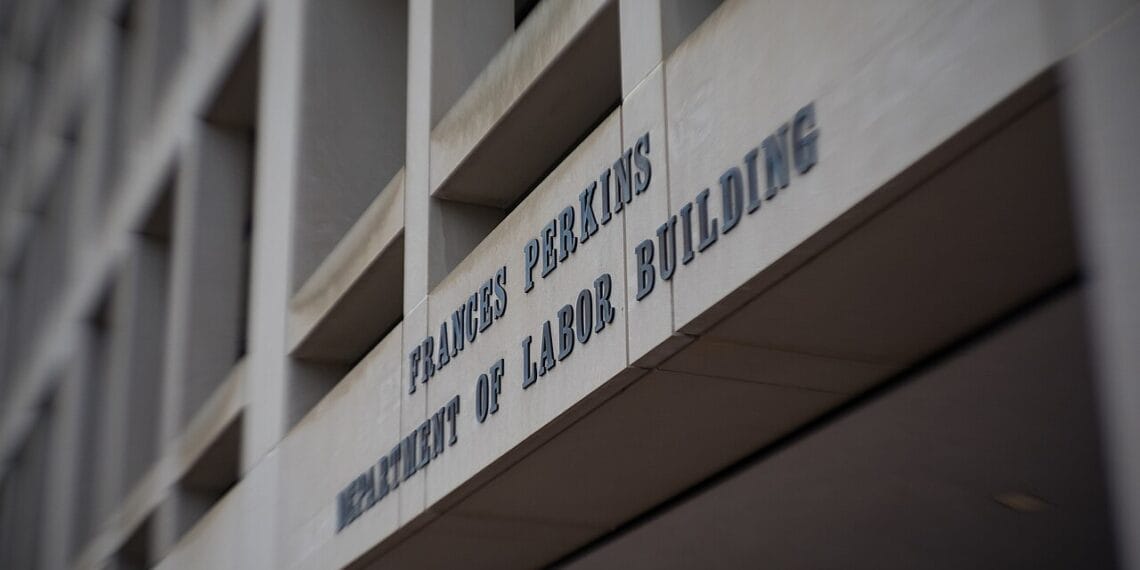 FRANCES PERKINS
DEPARTMENT OF LABOR BUILDING